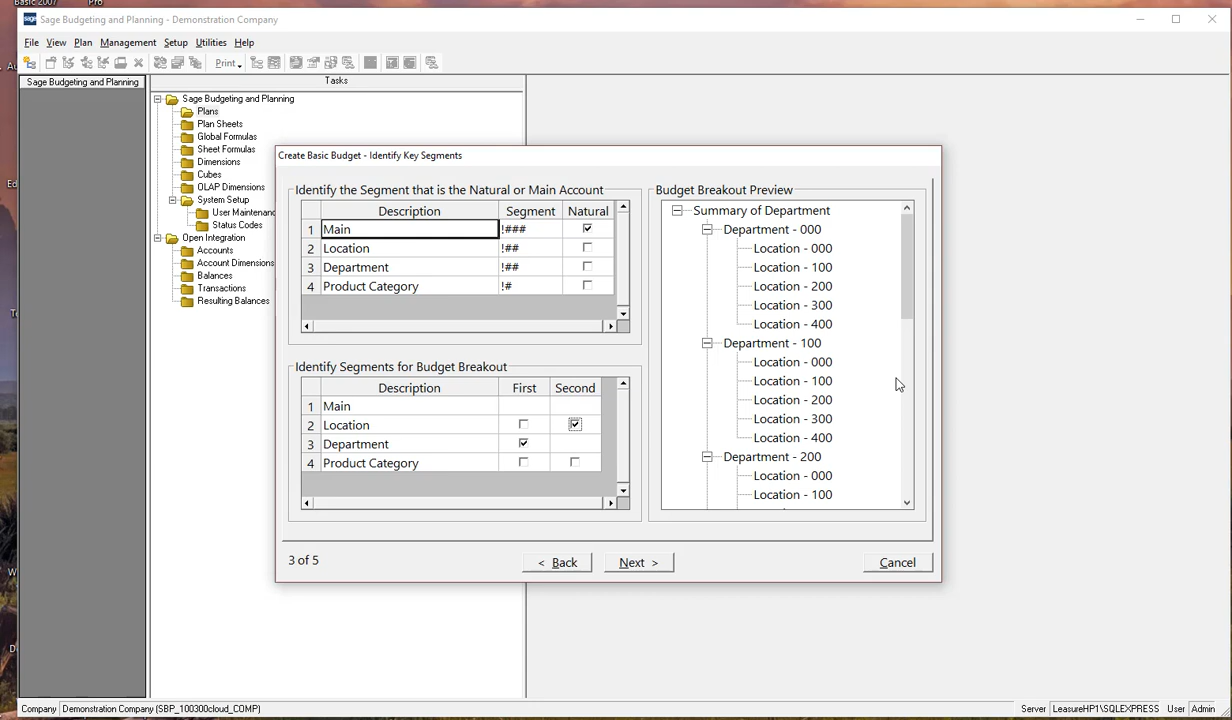 Basic 2007
Pro
sage Sage Budgeting and Planning - Demonstration Company
File View Plan Management Setup Utilities Help
Print
Sage Budgeting and Planning
Tasks
Sage Budgeting and Planning
Plans
Plan Sheets
Global Formulas
Sheet Formulas
Dimensions
Cubes
OLAP Dimensions
System Setup
User Maintenanc
Status Codes
Open Integration
Accounts
Account Dimensions
Balances
Transactions
Resulting Balances
Create Basic Budget - Identify Key Segments
Identify the Segment that is the Natural or Main Account
Description Segment Natural
1 Main !###
2 Location !##
3 Department !##
4 Product Category !#
Identify Segments for Budget Breakout
Description First Second
1 Main
2 Location
3 Department
4 Product Category
Budget Breakout Preview
Summary of Department
Department - 000
Location - 000
Location - 100
Location - 200
Location - 300
Location - 400
Department - 100
Location - 000
Location - 100
Location - 200
Location - 300
Location - 400
Department - 200
Location - 000
Location - 100
3 of 5
< Back
Next >
Cancel
Company Demonstration Company (SBP_100300cloud_COMP)
Server LeasureHP1\SQLEXPRESS User Admin